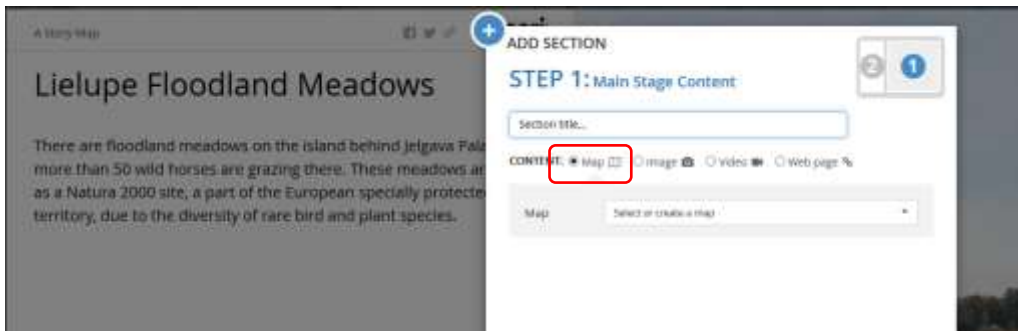 A Story Map
Lielupe Floodland Meadows
There are floodland meadows on the island behind Jelgava Pala
more than 50 wild horses are grazing there. These meadows ar
as a Natura 2000 site, a part of the European specially protecte
territory, due to the diversity of rare bird and plant species.
ADD SECTION
STEP 1: Main Stage Content
2 1
Section title...
CONTENT: Map Image Video Web page
Map Select or create a map